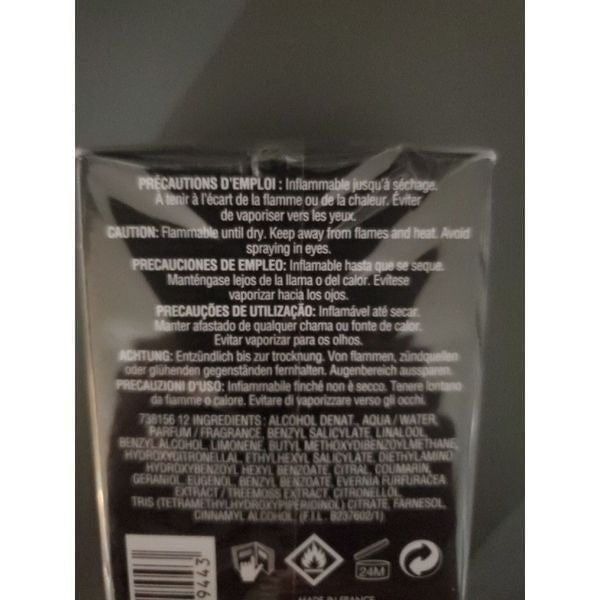 PRÉCAUTIONS D'EMPLOI : Inflammable jusqu'à séchage.
A tenir à l'écart de la flamme ou de la chaleur. Éviter
de vaporiser vers les yeux.
CAUTION: Flammable until dry. Keep away from flames and heat. Avoid
spraying in eyes.
PRECAUCIONES DE EMPLEO: Inflamable hasta que se seque.
Manténgase lejos de la llama o del calor. Evítese
vaporizar hacia los ojos.
PRECAUÇÕES DE UTILIZAÇÃO: Inflamável até secar.
Manter afastado de qualquer chama ou fonte de calor.
Evitar vaporizar para os olhos.
ACHTUNG: Entzündlich bis zur trocknung. Von flammen, zündquellen
oder glühenden gegenständen fernhalten. Augenbereich aussparen.
PRECAUZIONI D'USO: Infiammabile finché non è secco. Tenere lontano
da fiamme o calore. Evitare di vaporizzare verso gli occhi.
738156 12 INGREDIENTS: ALCOHOL DENAT., AQUA / WATER,
PARFUM / FRAGRANCE, BENZYL SALICYLATE, LINALOOL,
BENZYL ALCOHOL, LIMONENE, BUTYL METHOXYDIBENZOYLMETHANE,
HYDROXYCITRONELLAL, ETHYLHEXYL SALICYLATE, DIETHYLAMINO
HYDROXYBENZOYL HEXYL BENZOATE, CITRAL, COUMARIN,
GERANIOL, EUGENOL, BENZYL BENZOATE, EVERNIA FURFURACEA
EXTRACT / TREEMOSS EXTRACT, CITRONELLOL,
TRIS (TETRAMETHYLHYDROXYPIPERIDINOL) CITRATE, FARNESOL,
CINNAMYL ALCOHOL. (F.I.L. B237602/1)
9443
24M
MADE IN FRANCE